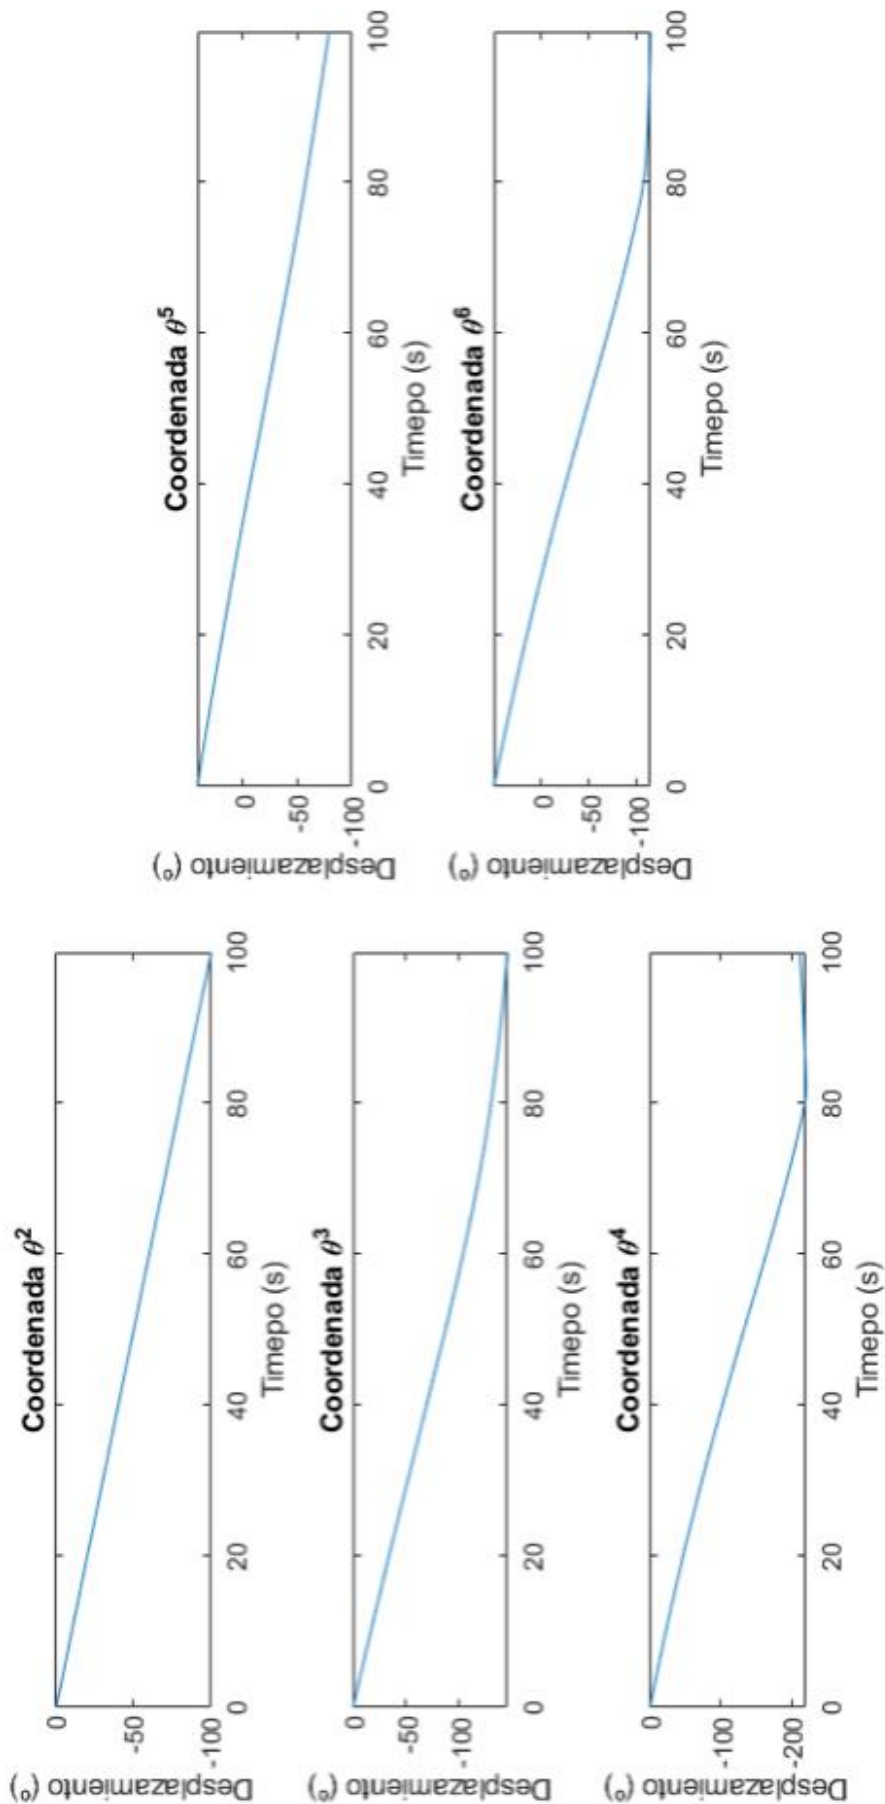 Coordenada θ²
0
-50
-100
Desplazamiento (º)
0 20 40 60 80 100
Timepo (s)
Coordenada θ³
0
-50
-100
Desplazamiento (º)
0 20 40 60 80 100
Timepo (s)
Coordenada θ⁴
0
-100
-200
Desplazamiento (º)
0 20 40 60 80 100
Timepo (s)
Coordenada θ⁵
0
-50
-100
Desplazamiento (º)
0 20 40 60 80 100
Timepo (s)
Coordenada θ⁶
0
-50
-100
Desplazamiento (º)
0 20 40 60 80 100
Timepo (s)